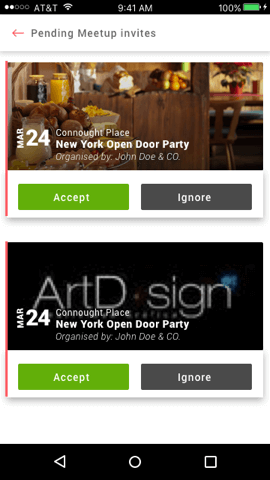 AT&T 9:41 AM 100%
Pending Meetup invites
MAR 24
Connought Place
New York Open Door Party
Organised by: John Doe & CO.
Accept Ignore
ArtD sign
MAR 24
Connought Place
New York Open Door Party
Organised by: John Doe & CO.
Accept Ignore